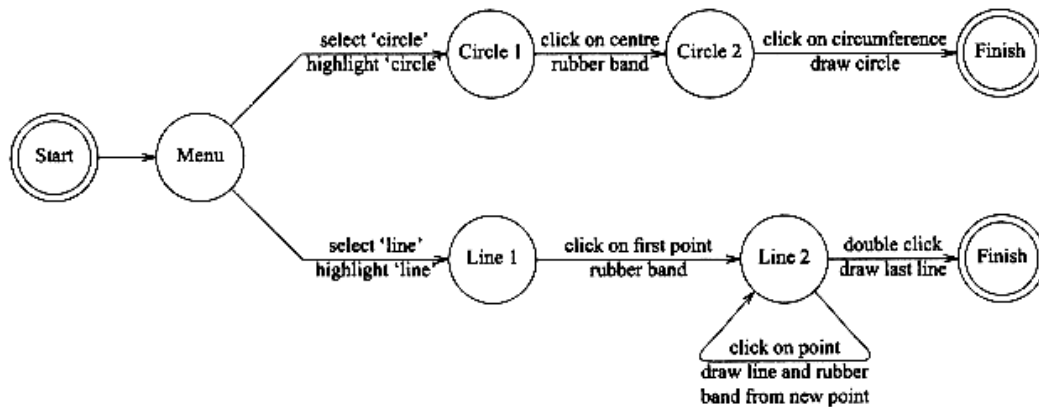 select ‘circle’
highlight ‘circle’
Circle 1
click on centre
rubber band
Circle 2
click on circumference
draw circle
Finish
Start
Menu
select ‘line’
highlight ‘line’
Line 1
click on first point
rubber band
Line 2
double click
draw last line
Finish
click on point
draw line and rubber
band from new point